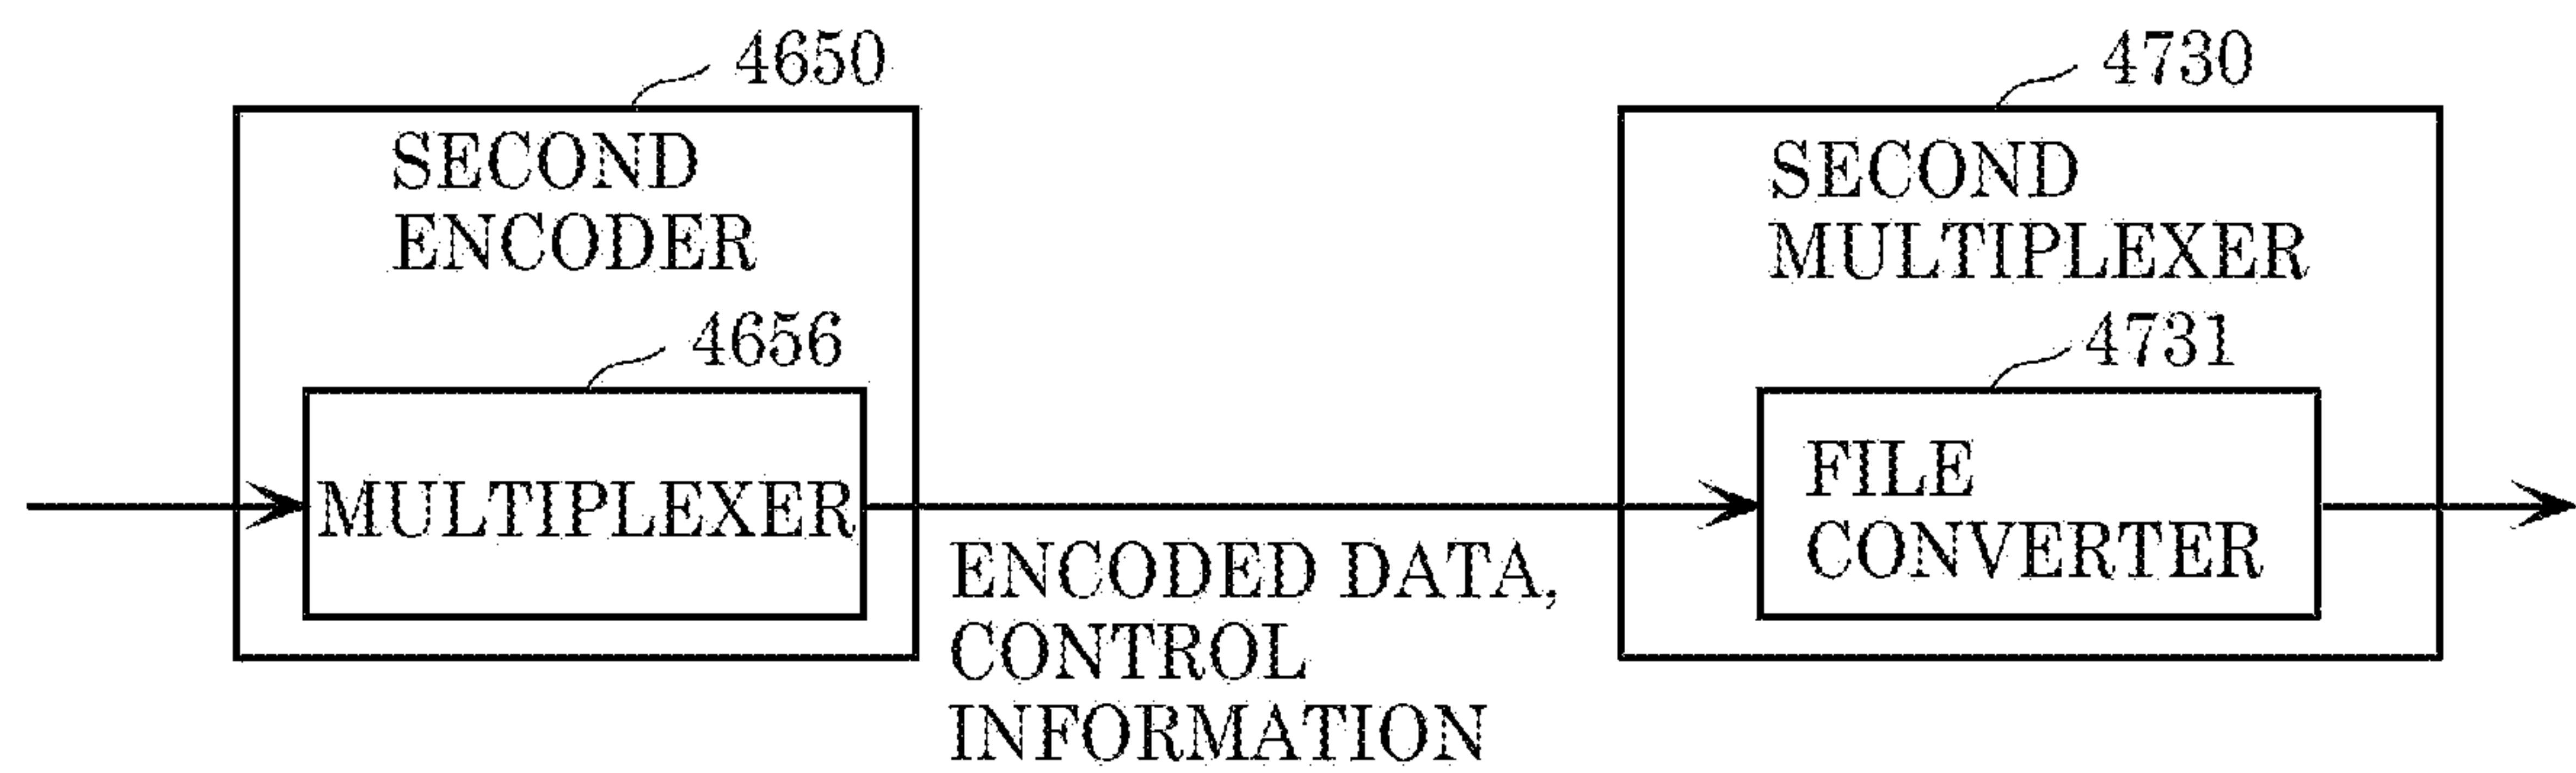 4650
SECOND
ENCODER
4656
MULTIPLEXER
ENCODED DATA,
CONTROL
INFORMATION
4730
SECOND
MULTIPLEXER
4731
FILE
CONVERTER